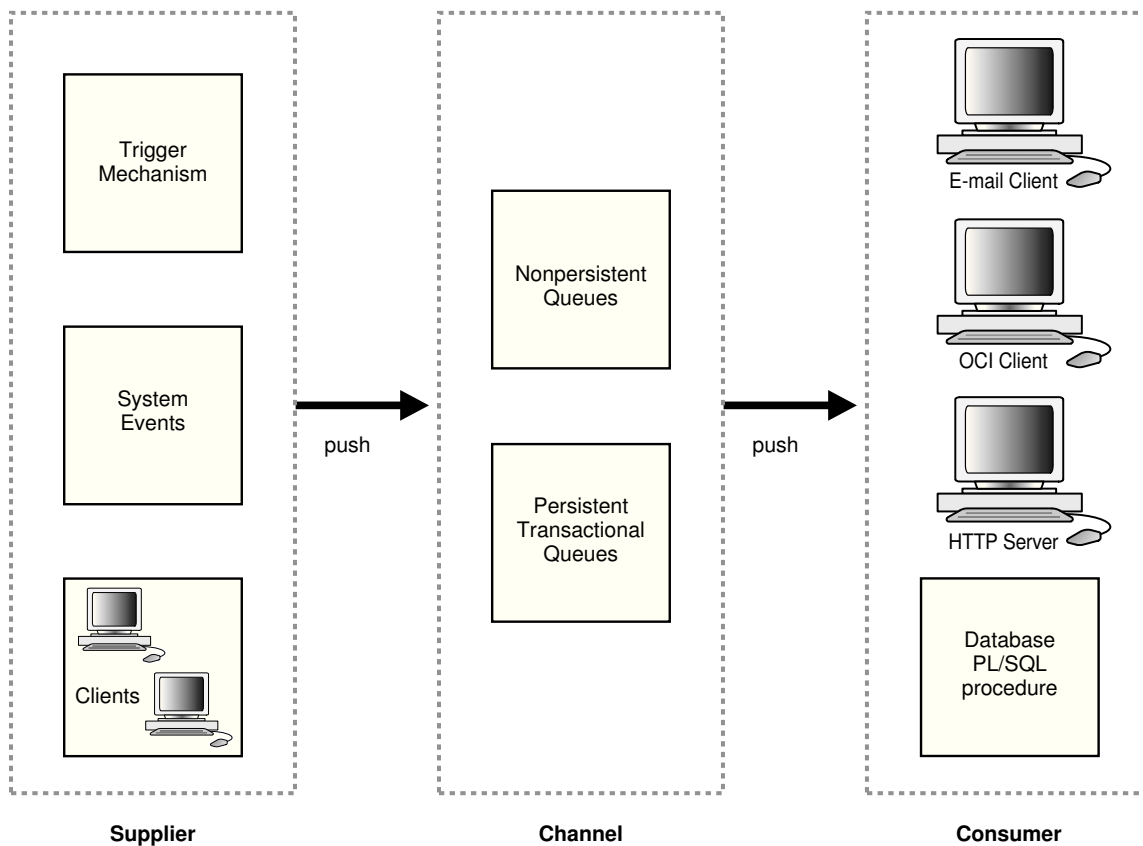 Trigger
Mechanism
System
Events
Clients
Supplier
push
Nonpersistent
Queues
Persistent
Transactional
Queues
Channel
push
E-mail Client
OCI Client
HTTP Server
Database
PL/SQL
procedure
Consumer